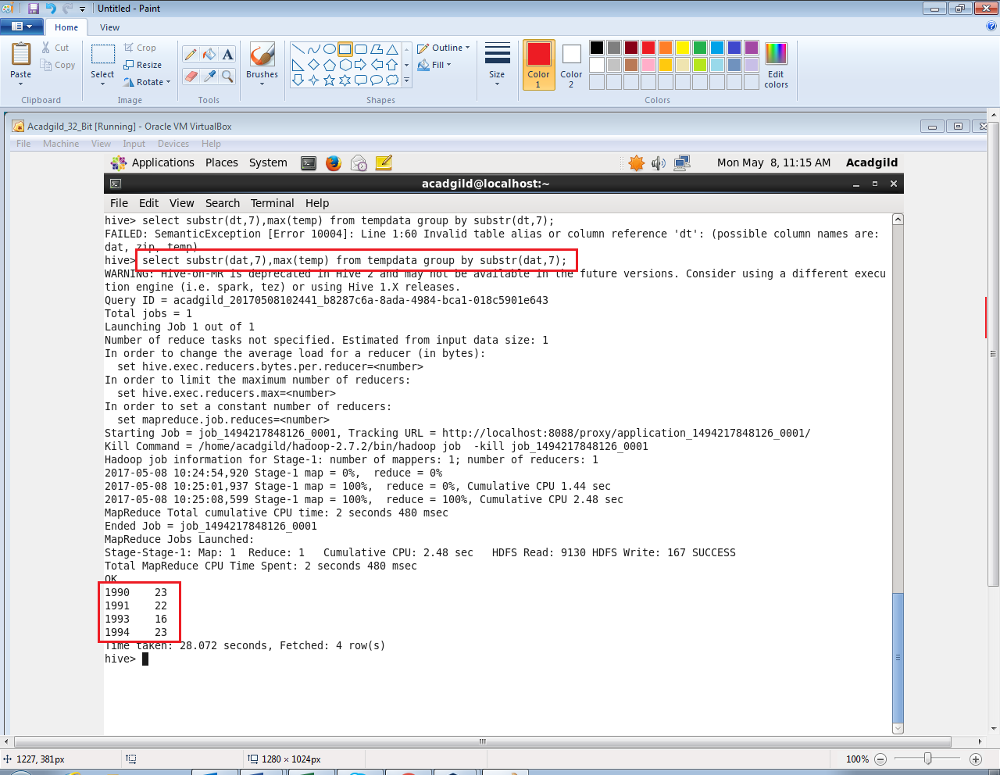 Untitled - Paint
Home
View
Paste
Cut
Copy
Clipboard
Select
Crop
Resize
Rotate
Image
A
Tools
Brushes
Shapes
Outline
Fill
Size
Color
1
Color
2
Edit
colors
Colors
Acadgild_32_Bit [Running] - Oracle VM VirtualBox
File Machine View Input Devices Help
Applications Places System
Mon May 8, 11:15 AM Acadgild
acadgild@localhost:~
File Edit View Search Terminal Help
hive> select substr(dt,7),max(temp) from tempdata group by substr(dt,7);
FAILED: SemanticException [Error 10004]: Line 1:60 Invalid table alias or column reference 'dt': (possible column names are:
dat, zip, temp)
hive> select substr(dat,7),max(temp) from tempdata group by substr(dat,7);
WARNING: Hive-on-MR is deprecated in Hive 2 and may not be available in the future versions. Consider using a different execu
tion engine (i.e. spark, tez) or using Hive 1.X releases.
Query ID = acadgild_20170508102441_b8287c6a-8ada-4984-bca1-018c5901e643
Total jobs = 1
Launching Job 1 out of 1
Number of reduce tasks not specified. Estimated from input data size: 1
In order to change the average load for a reducer (in bytes):
  set hive.exec.reducers.bytes.per.reducer=<number>
In order to limit the maximum number of reducers:
  set hive.exec.reducers.max=<number>
In order to set a constant number of reducers:
  set mapreduce.job.reduces=<number>
Starting Job = job_1494217848126_0001, Tracking URL = http://localhost:8088/proxy/application_1494217848126_0001/
Kill Command = /home/acadgild/hadoop-2.7.2/bin/hadoop job  -kill job_1494217848126_0001
Hadoop job information for Stage-1: number of mappers: 1; number of reducers: 1
2017-05-08 10:24:54,920 Stage-1 map = 0%,  reduce = 0%
2017-05-08 10:25:01,937 Stage-1 map = 100%,  reduce = 0%, Cumulative CPU 1.44 sec
2017-05-08 10:25:08,599 Stage-1 map = 100%,  reduce = 100%, Cumulative CPU 2.48 sec
MapReduce Total cumulative CPU time: 2 seconds 480 msec
Ended Job = job_1494217848126_0001
MapReduce Jobs Launched:
Stage-Stage-1: Map: 1  Reduce: 1   Cumulative CPU: 2.48 sec   HDFS Read: 9130 HDFS Write: 167 SUCCESS
Total MapReduce CPU Time Spent: 2 seconds 480 msec
OK
1990    23
1991    22
1993    16
1994    23
Time taken: 28.072 seconds, Fetched: 4 row(s)
hive>
1227, 381px
1280 × 1024px
100%